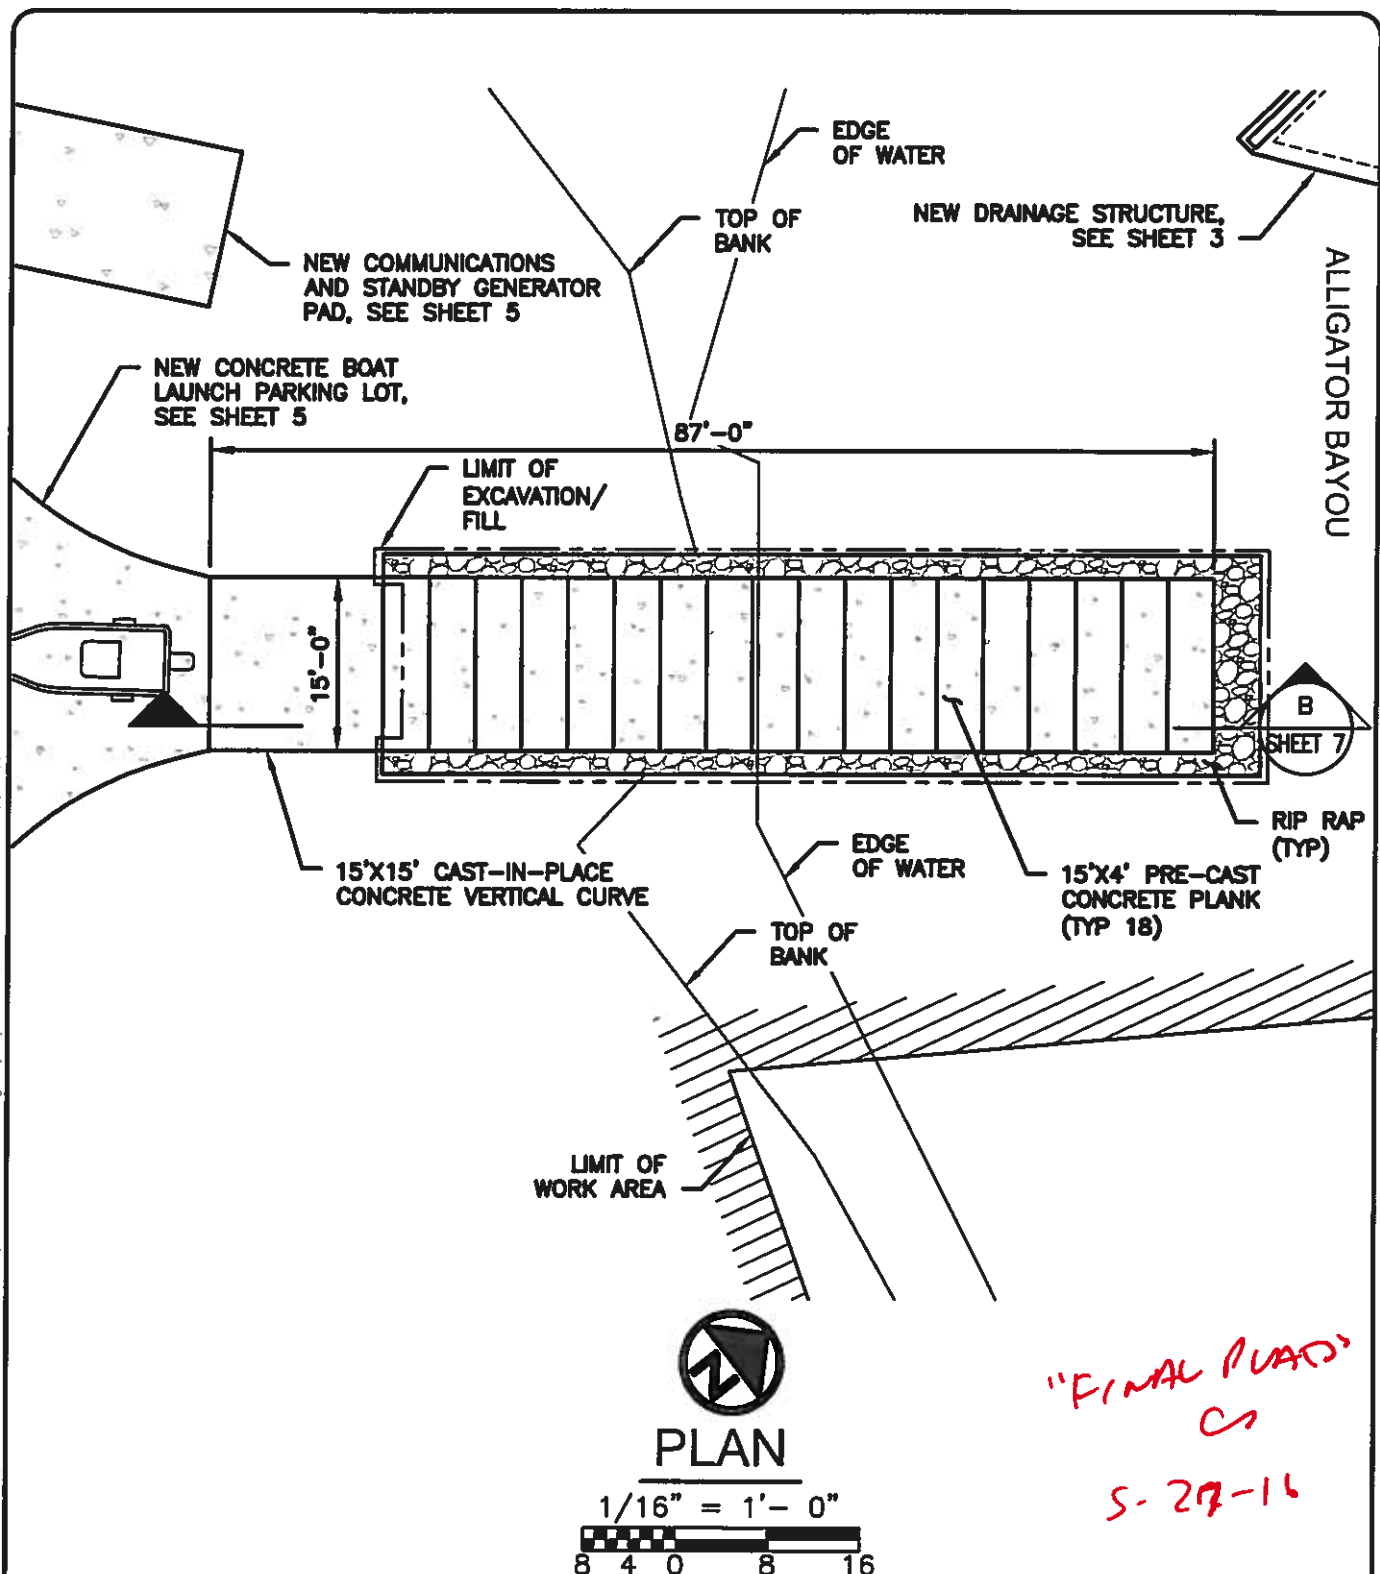 EDGE
OF WATER
TOP OF
BANK
NEW DRAINAGE STRUCTURE,
SEE SHEET 3
ALLIGATOR BAYOU
NEW COMMUNICATIONS
AND STANDBY GENERATOR
PAD, SEE SHEET 5
NEW CONCRETE BOAT
LAUNCH PARKING LOT,
SEE SHEET 5
87'-0"
LIMIT OF
EXCAVATION/
FILL
15'-0"
B
SHEET 7
RIP RAP
(TYP)
15'X15' CAST-IN-PLACE
CONCRETE VERTICAL CURVE
EDGE
OF WATER
15'X4' PRE-CAST
CONCRETE PLANK
(TYP 18)
TOP OF
BANK
LIMIT OF
WORK AREA
N
PLAN
1/16" = 1'- 0"
8 4 0 8 16
"FINAL